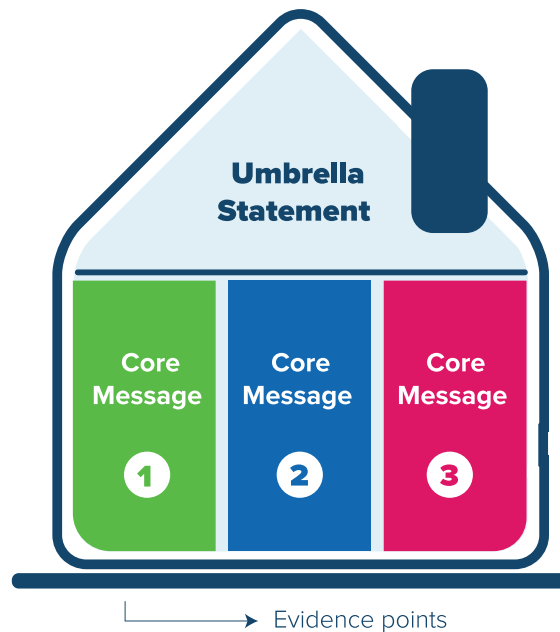 Umbrella
Statement
Core
Message
1
Core
Message
2
Core
Message
3
Evidence points